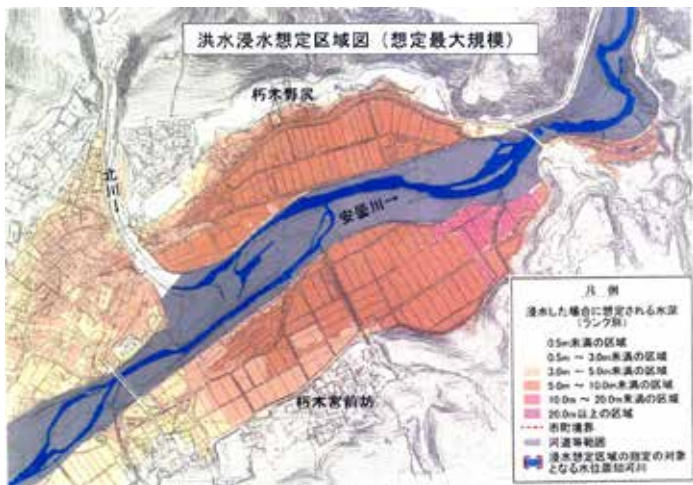 洪水浸水想定区域図（想定最大規模）
朽木野尻
北川→
安曇川→
朽木宮前坊
凡例
浸水した場合に想定される水深
（ランク別）
0.5m未満の区域
0.5m ～ 3.0m未満の区域
3.0m ～ 5.0m未満の区域
5.0m ～ 10.0m未満の区域
10.0m ～ 20.0m未満の区域
20.0m以上の区域
市町境界
河道等範囲
浸水想定区域の指定の対象
となる水位周知河川